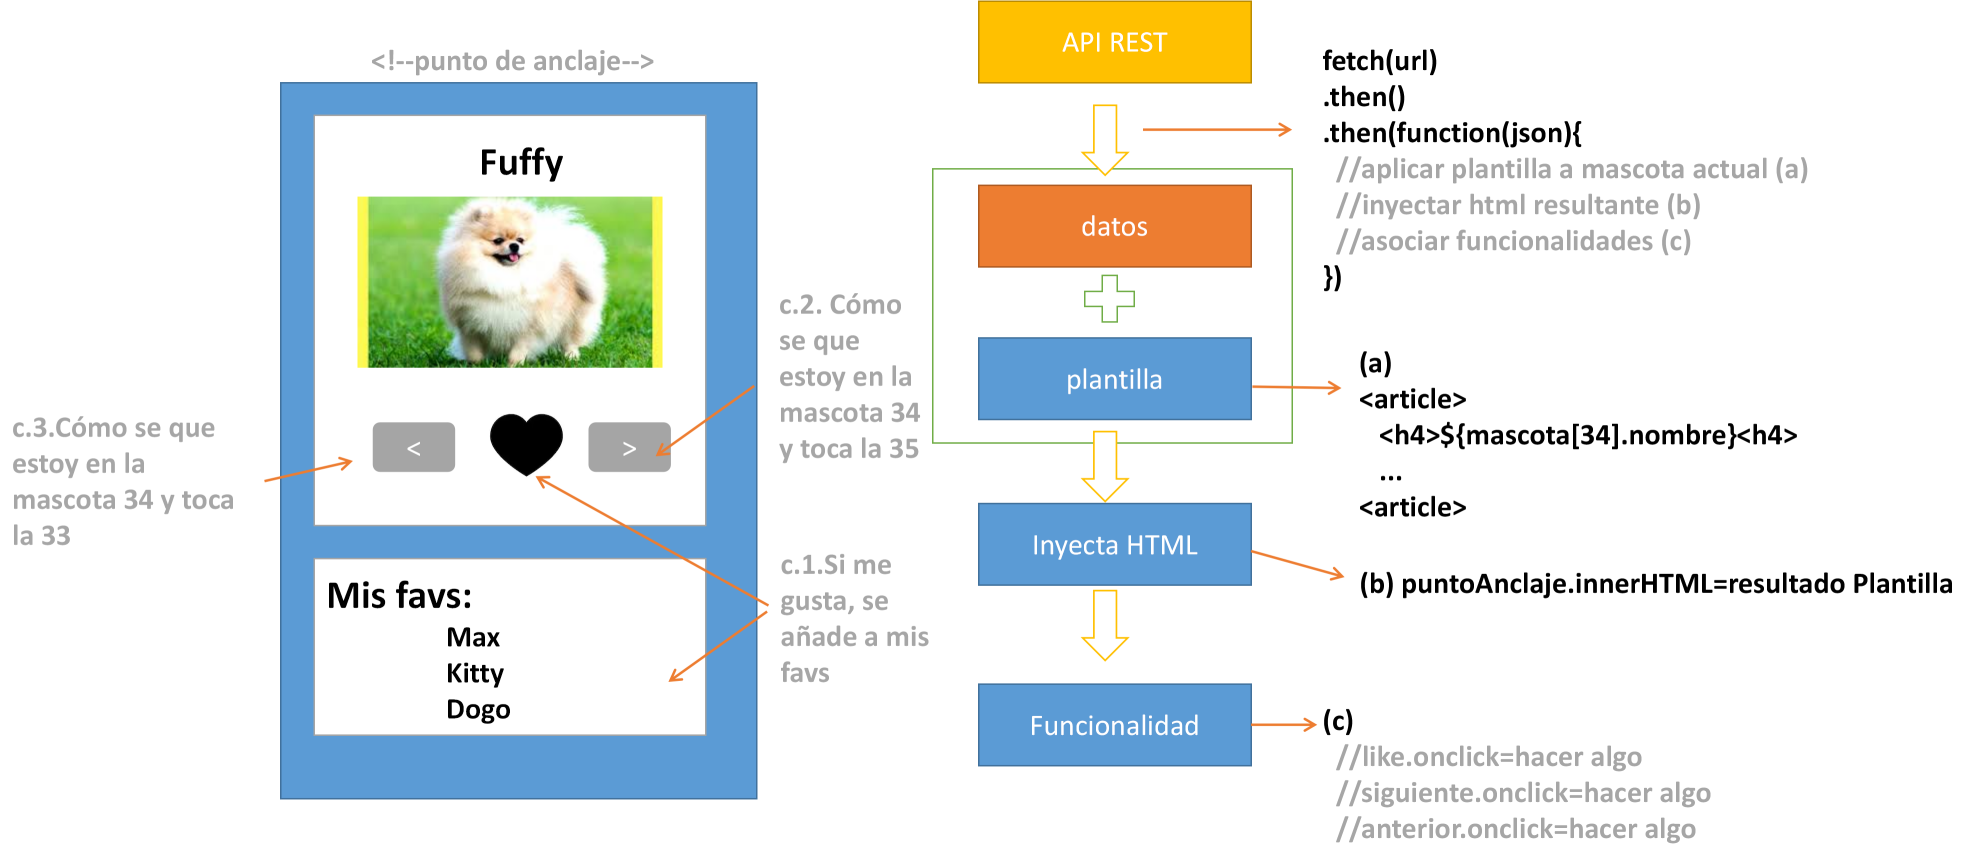 <!--punto de anclaje-->
Fuffy
<
>
c.3.Cómo se que
estoy en la
mascota 34 y toca
la 33
c.2. Cómo
se que
estoy en la
mascota 34
y toca la 35
Mis favs:
Max
Kitty
Dogo
c.1.Si me
gusta, se
añade a mis
favs
API REST
datos
plantilla
Inyecta HTML
Funcionalidad
fetch(url)
.then()
.then(function(json){
//aplicar plantilla a mascota actual (a)
//inyectar html resultante (b)
//asociar funcionalidades (c)
})
(a)
<article>
<h4>${mascota[34].nombre}<h4>
...
<article>
(b) puntoAnclaje.innerHTML=resultado Plantilla
(c)
//like.onclick=hacer algo
//siguiente.onclick=hacer algo
//anterior.onclick=hacer algo